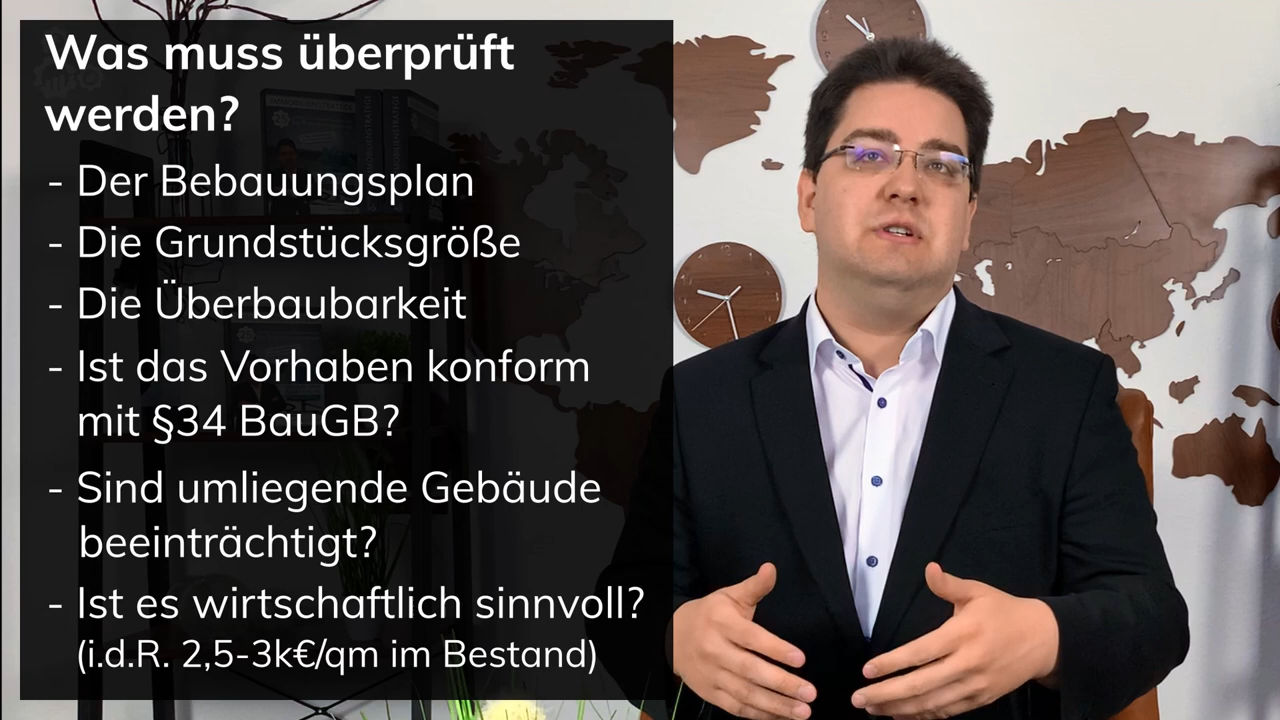 Was muss überprüft
werden?
- Der Bebauungsplan
- Die Grundstücksgröße
- Die Überbaubarkeit
- Ist das Vorhaben konform
mit §34 BauGB?
- Sind umliegende Gebäude
beeinträchtigt?
- Ist es wirtschaftlich sinnvoll?
(i.d.R. 2,5-3k€/qm im Bestand)